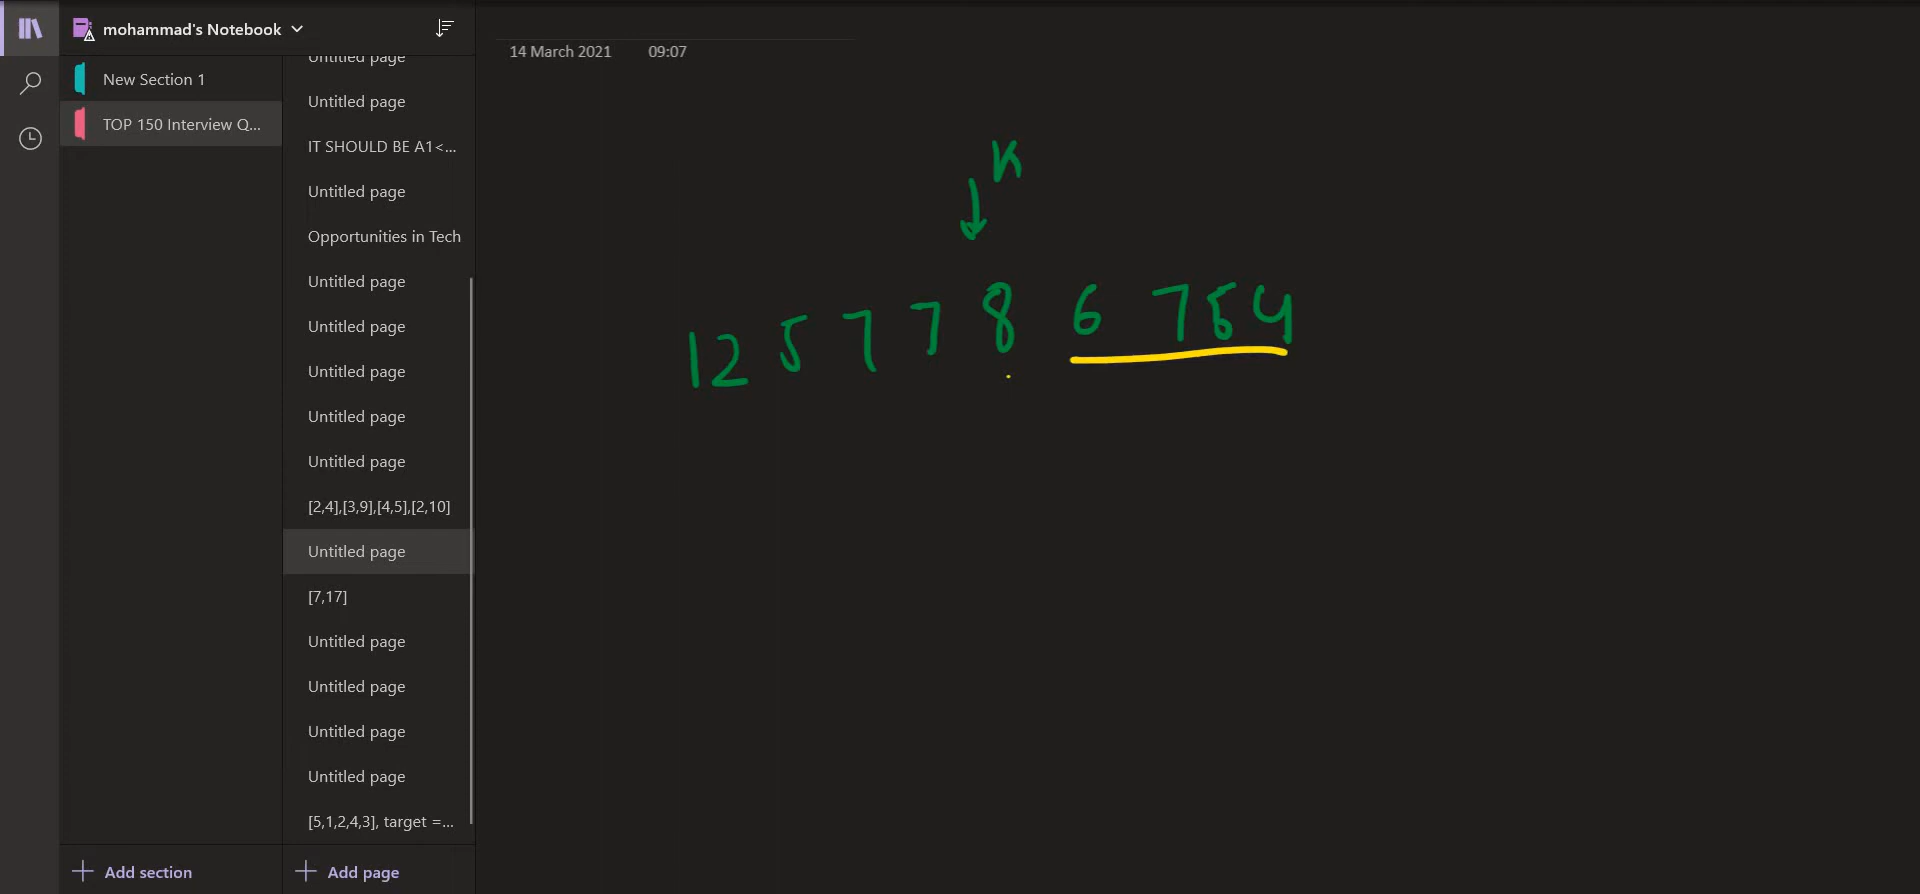 mohammad's Notebook
New Section 1
TOP 150 Interview Q...
Untitled page
Untitled page
IT SHOULD BE A1<...
Untitled page
Opportunities in Tech
Untitled page
Untitled page
Untitled page
Untitled page
Untitled page
[2,4],[3,9],[4,5],[2,10]
Untitled page
[7,17]
Untitled page
Untitled page
Untitled page
Untitled page
[5,1,2,4,3], target =...
Add section
Add page
14 March 2021 09:07
K
12 5 7 7 8 6 7 5 4